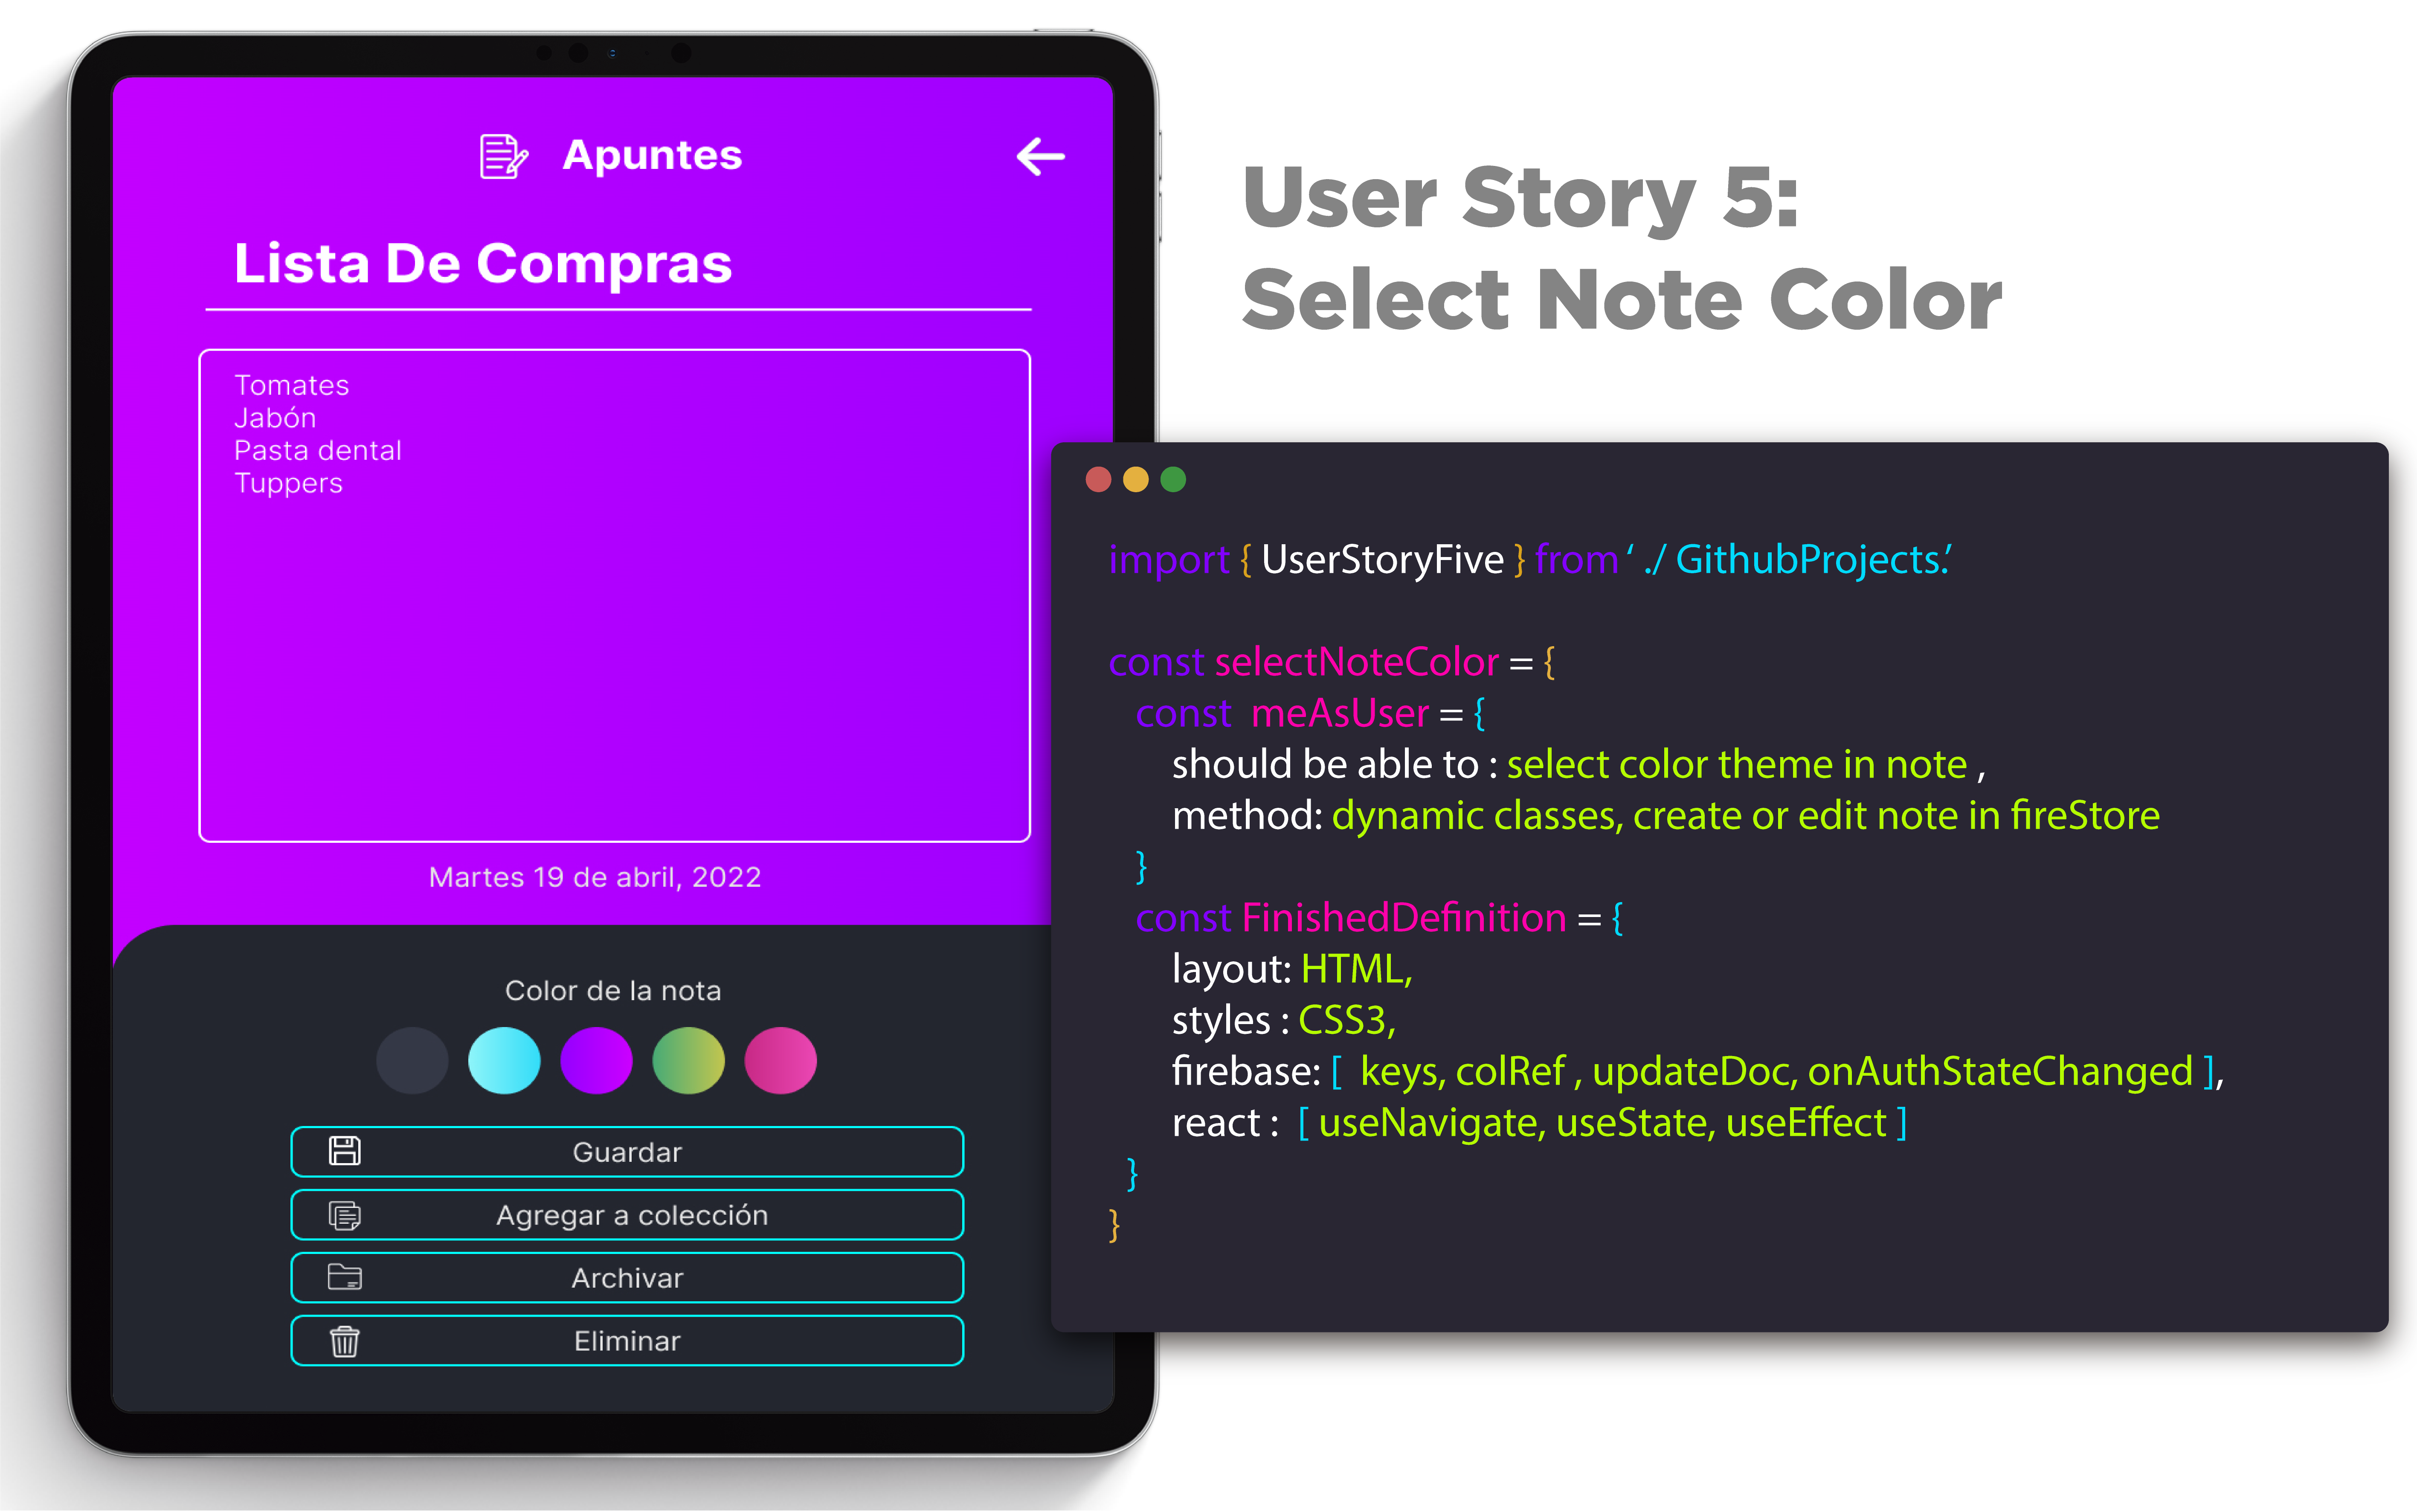 Apuntes
Lista De Compras
Tomates
Jabón
Pasta dental
Tuppers
Martes 19 de abril, 2022
Color de la nota
Guardar
Agregar a colección
Archivar
Eliminar
User Story 5:
Select Note Color
import { UserStoryFive } from ‘ ./ GithubProjects.’
const selectNoteColor = {
const meAsUser = {
should be able to : select color theme in note ,
method: dynamic classes, create or edit note in fireStore
}
const FinishedDefinition = {
layout: HTML,
styles : CSS3,
firebase: [ keys, colRef , updateDoc, onAuthStateChanged ],
react : [ useNavigate, useState, useEffect ]
}
}